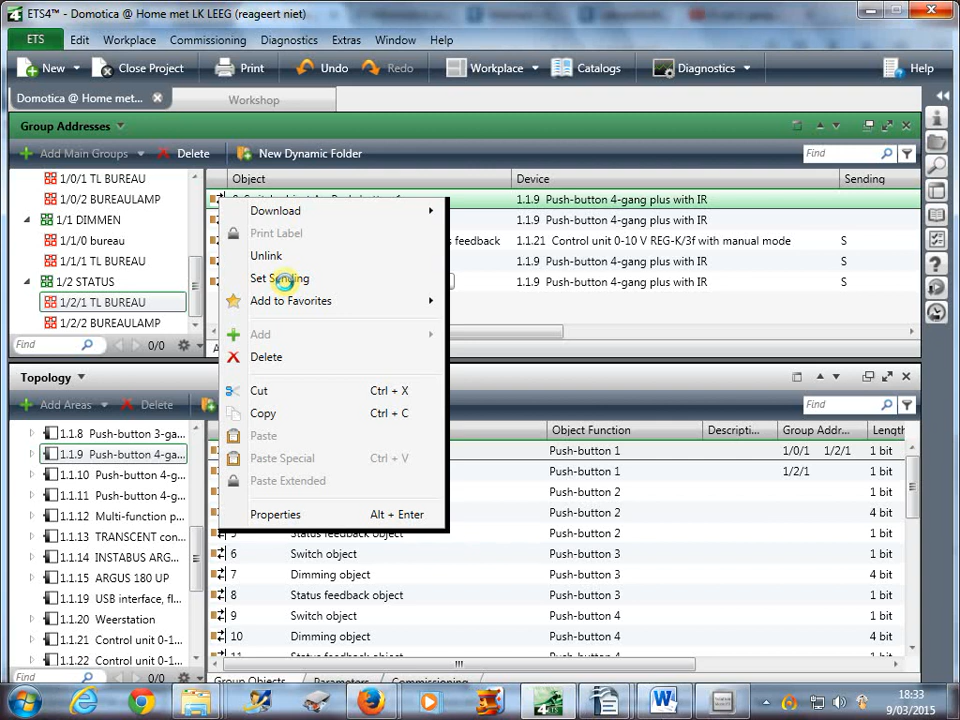 ETS4™ - Domotica @ Home met LK LEEG (reageert niet)
ETS Edit Workplace Commissioning Diagnostics Extras Window Help
New Close Project Print Undo Redo Workplace Catalogs Diagnostics Help
Domotica @ Home met... Workshop
Group Addresses
Add Main Groups Delete New Dynamic Folder Find
Object Device Sending
1/0/1 TL BUREAU
1.1.9 Push-button 4-gang plus with IR S
1/0/2 BUREAULAMP
1.1.9 Push-button 4-gang plus with IR
1/1 DIMMEN
s feedback 1.1.21 Control unit 0-10 V REG-K/3f with manual mode S
1/1/0 bureau
1.1.9 Push-button 4-gang plus with IR S
1/1/1 TL BUREAU
1.1.9 Push-button 4-gang plus with IR S
1/2 STATUS
1/2/1 TL BUREAU
1/2/2 BUREAULAMP
Find 0/0
Download
Print Label
Unlink
Set Sending
Add to Favorites
Add
Delete
Cut Ctrl + X
Copy Ctrl + C
Paste
Paste Special Ctrl + V
Paste Extended
Properties Alt + Enter
Topology
Add Areas Delete Find
Object Function Descripti... Group Addr... Length
1.1.8 Push-button 3-ga...
1.1.9 Push-button 4-ga...
1.1.10 Push-button 4-g...
1.1.11 Push-button 4-g...
1.1.12 Multi-function p...
1.1.13 TRANSCENT con...
1.1.14 INSTABUS ARG...
1.1.15 ARGUS 180 UP
1.1.19 USB interface, fl...
1.1.20 Weerstation
1.1.21 Control unit 0-1...
1.1.22 Control unit 0-1...
Push-button 1 1/0/1 1/2/1 1 bit
Push-button 1 1/2/1 1 bit
Push-button 2 1 bit
Push-button 2 4 bit
5 Status feedback object Push-button 2 1 bit
6 Switch object Push-button 3 1 bit
7 Dimming object Push-button 3 4 bit
8 Status feedback object Push-button 3 1 bit
9 Switch object Push-button 4 1 bit
10 Dimming object Push-button 4 4 bit
11 Status feedback object Push-button 4 1 bit
Find 0/0
Group Objects Parameters Commissioning
18:33
9/03/2015